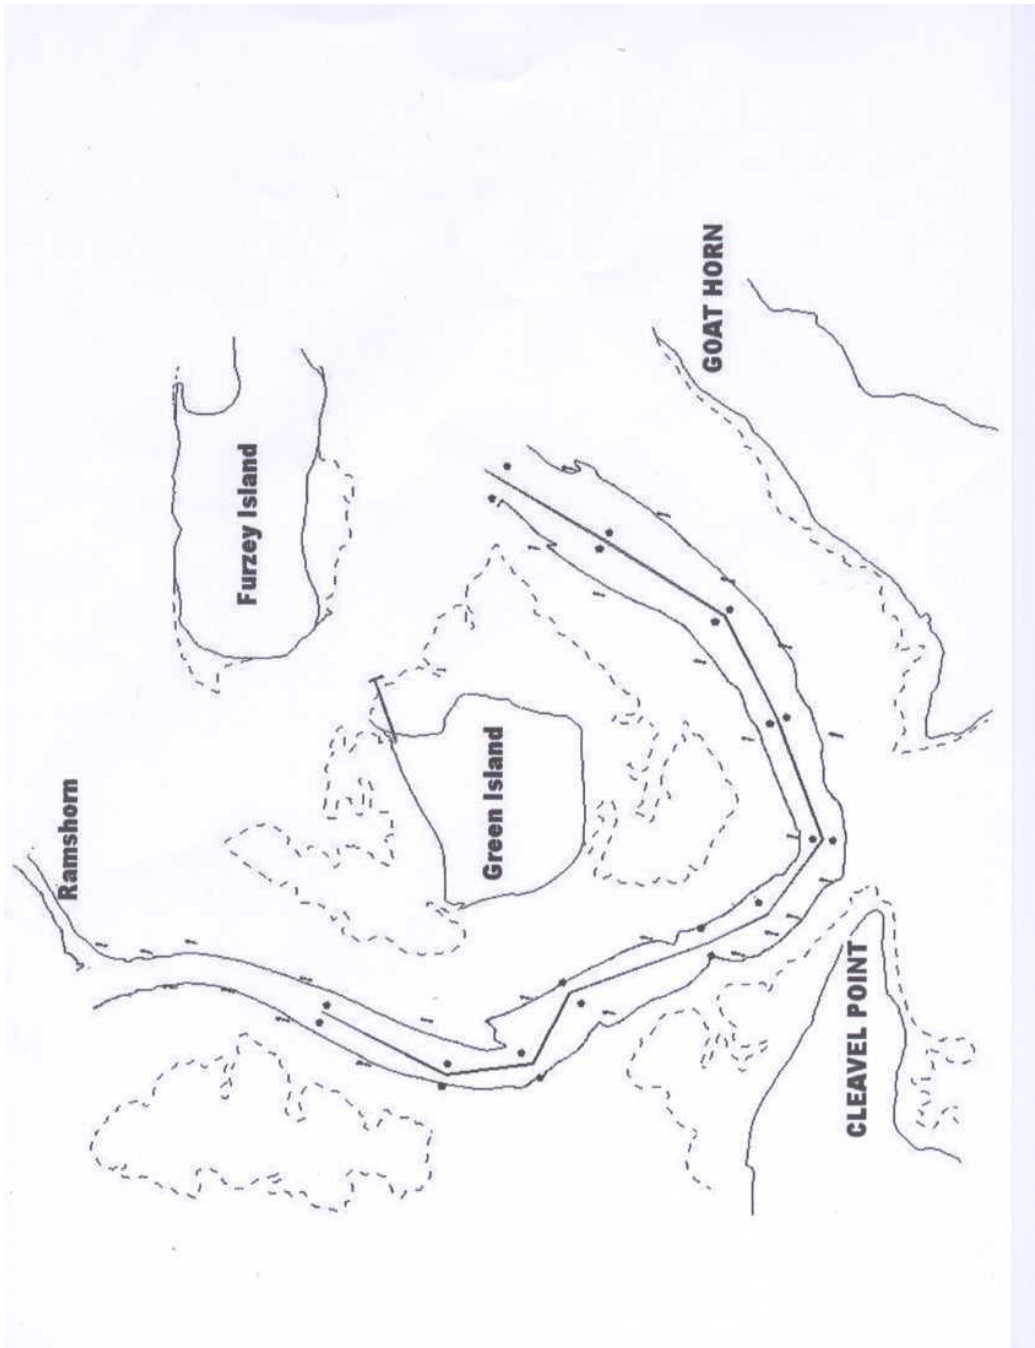 Ramshorn
Furzey Island
Green Island
GOAT HORN
CLEAVEL POINT